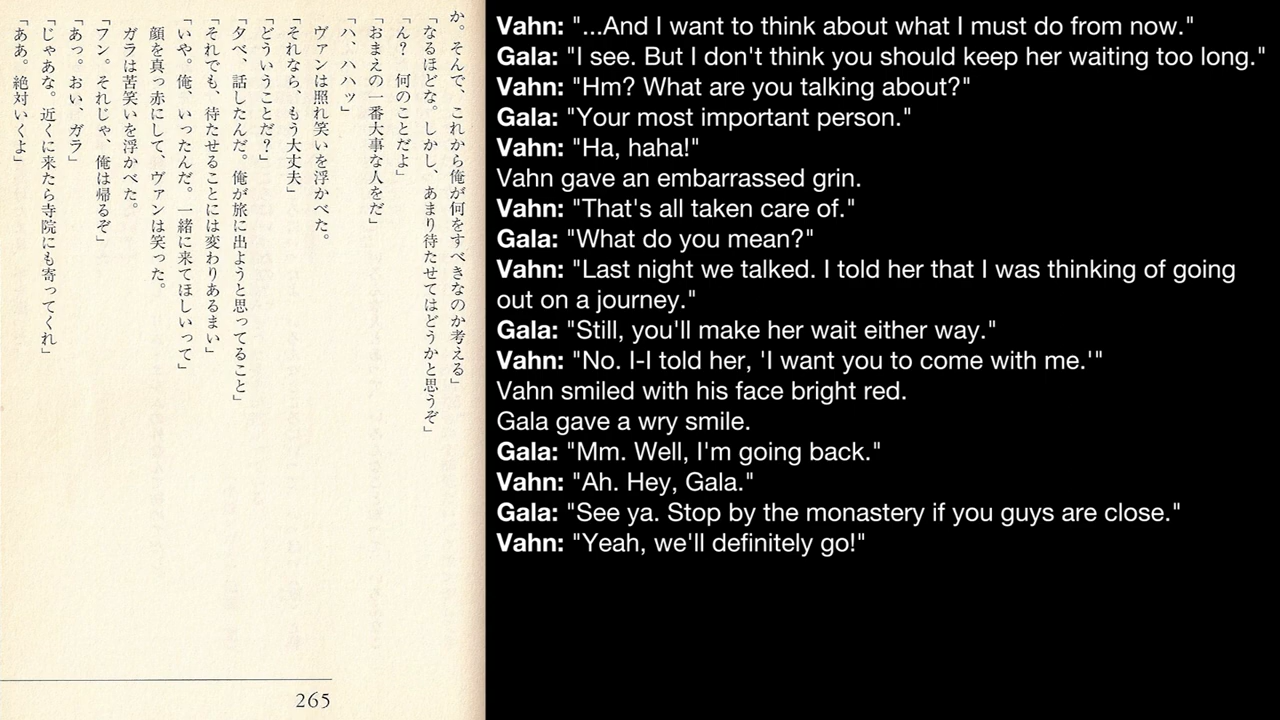 か。そんで、これから俺が何をすべきなのか考える」
「なるほどな。しかし、あまり待たせてはどうかと思うぞ」
「ん？　何のことだよ」
「おまえの一番大事な人をだ」
「ハ、ハハッ」
ヴァンは照れ笑いを浮かべた。
「それなら、もう大丈夫」
「どういうことだ？」
「夕べ、話したんだ。俺が旅に出ようと思ってること」
「それでも、待たせることには変わりあるまい」
「いや。俺、いったんだ。一緒に来てほしいって」
顔を真っ赤にして、ヴァンは笑った。
ガラは苦笑いを浮かべた。
「フン。それじゃ、俺は帰るぞ」
「あっ。おい、ガラ」
「じゃあな。近くに来たら寺院にも寄ってくれ」
「ああ。絶対いくよ」
265
Vahn: "...And I want to think about what I must do from now."
Gala: "I see. But I don't think you should keep her waiting too long."
Vahn: "Hm? What are you talking about?"
Gala: "Your most important person."
Vahn: "Ha, haha!"
Vahn gave an embarrassed grin.
Vahn: "That's all taken care of."
Gala: "What do you mean?"
Vahn: "Last night we talked. I told her that I was thinking of going
out on a journey."
Gala: "Still, you'll make her wait either way."
Vahn: "No. I-I told her, 'I want you to come with me.'"
Vahn smiled with his face bright red.
Gala gave a wry smile.
Gala: "Mm. Well, I'm going back."
Vahn: "Ah. Hey, Gala."
Gala: "See ya. Stop by the monastery if you guys are close."
Vahn: "Yeah, we'll definitely go!"